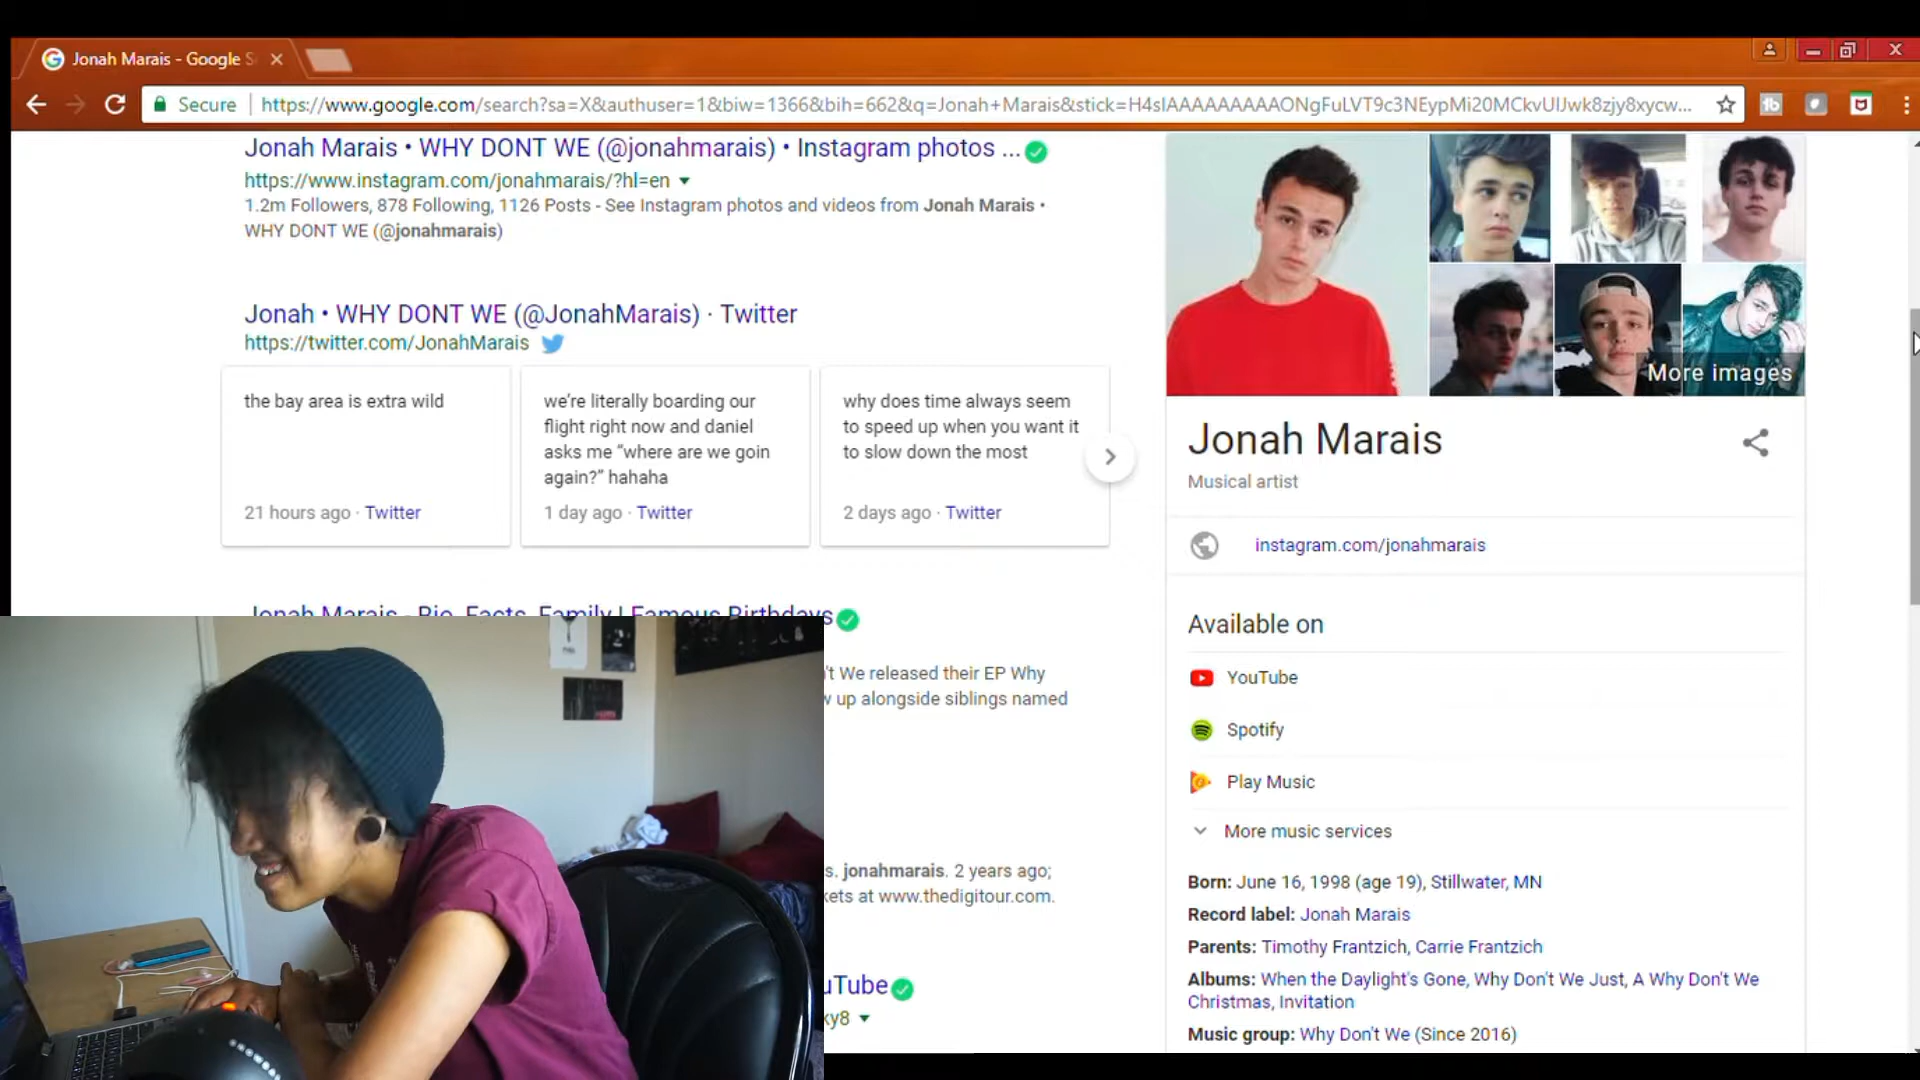 Jonah Marais - Google S
Secure https://www.google.com/search?sa=X&authuser=1&biw=1366&bih=662&q=Jonah+Marais&stick=H4sIAAAAAAAAAONgFuLVT9c3NEypMi20MCkvUIJwk8zjy8xycw...
Jonah Marais • WHY DONT WE (@jonahmarais) • Instagram photos ...
https://www.instagram.com/jonahmarais/?hl=en
1.2m Followers, 878 Following, 1126 Posts - See Instagram photos and videos from Jonah Marais •
WHY DONT WE (@jonahmarais)
Jonah • WHY DONT WE (@JonahMarais) · Twitter
https://twitter.com/JonahMarais
the bay area is extra wild
21 hours ago · Twitter
we're literally boarding our
flight right now and daniel
asks me “where are we goin
again?” hahaha
1 day ago · Twitter
why does time always seem
to speed up when you want it
to slow down the most
2 days ago · Twitter
Jonah Marais - Bio, Facts, Family | Famous Birthdays
't We released their EP Why
up alongside siblings named
s. jonahmarais. 2 years ago;
kets at www.thedigitour.com.
uTube
ky8
More images
Jonah Marais
Musical artist
instagram.com/jonahmarais
Available on
YouTube
Spotify
Play Music
More music services
Born: June 16, 1998 (age 19), Stillwater, MN
Record label: Jonah Marais
Parents: Timothy Frantzich, Carrie Frantzich
Albums: When the Daylight's Gone, Why Don't We Just, A Why Don't We
Christmas, Invitation
Music group: Why Don't We (Since 2016)